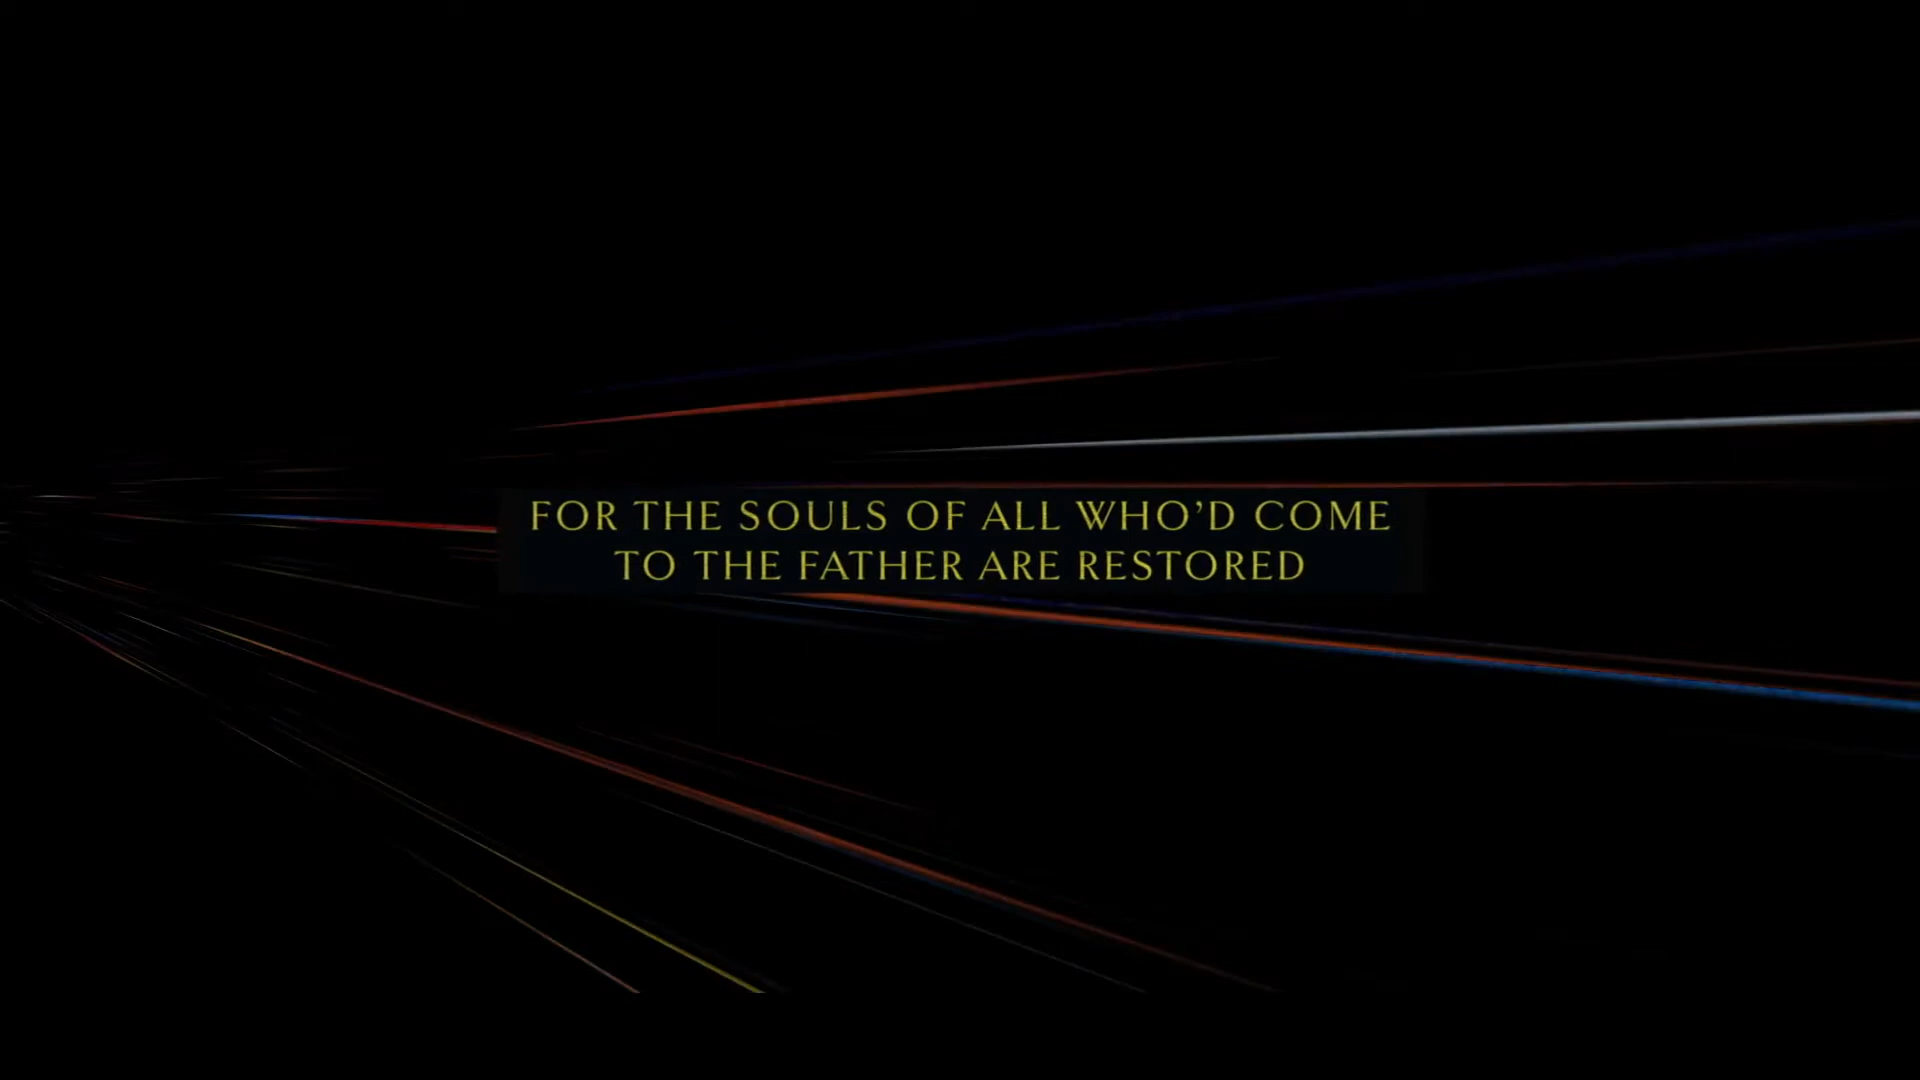 FOR THE SOULS OF ALL WHO’D COME
TO THE FATHER ARE RESTORED